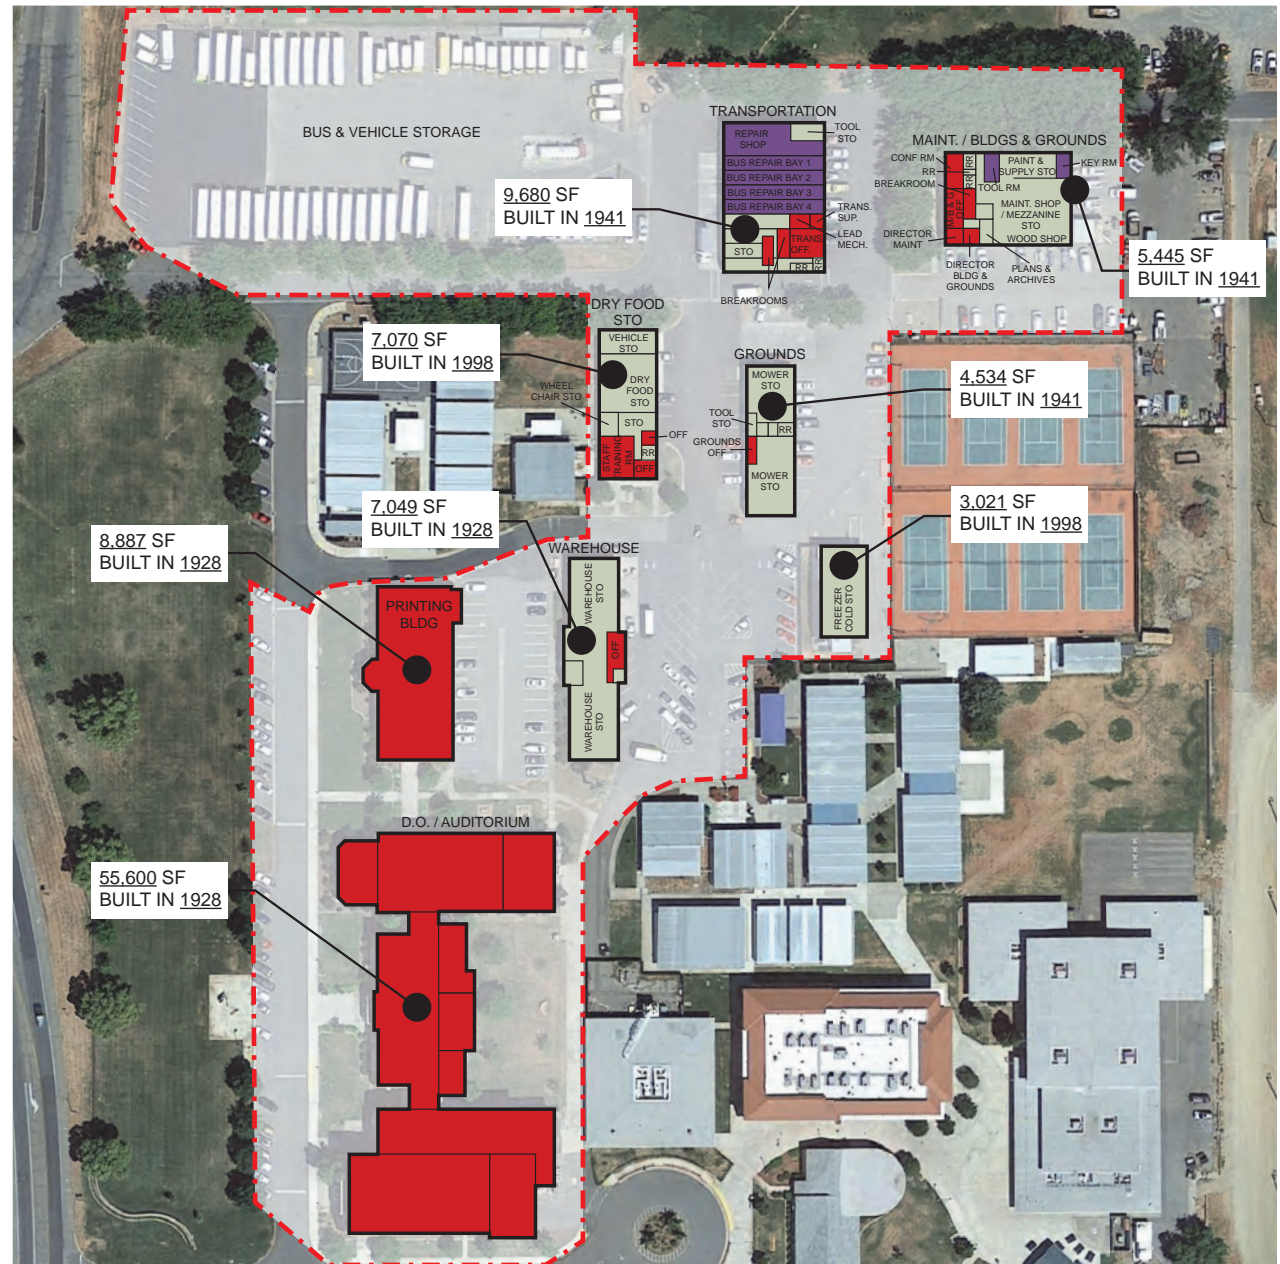 BUS & VEHICLE STORAGE
TRANSPORTATION
REPAIR
SHOP
TOOL
STO
BUS REPAIR BAY 1
BUS REPAIR BAY 2
BUS REPAIR BAY 3
BUS REPAIR BAY 4
TRANS.
SUP.
LEAD
MECH.
TRANS
OFF
STO
RR
RR
BREAKROOMS
9,680 SF
BUILT IN 1941
MAINT. / BLDGS & GROUNDS
CONF RM
RR
BREAKROOM
RR
RR
PAINT &
SUPPLY STO
KEY RM
TOOL RM
M/B& G
OFF
MAINT. SHOP
/ MEZZANINE
STO
WOOD SHOP
DIRECTOR
MAINT
DIRECTOR
BLDG &
GROUNDS
PLANS &
ARCHIVES
5,445 SF
BUILT IN 1941
DRY FOOD
STO
VEHICLE
STO
DRY
FOOD
STO
WHEEL
CHAIR STO
STO
OFF
RR
OFF
STAFF
RAINING
RM
7,070 SF
BUILT IN 1998
GROUNDS
MOWER
STO
TOOL
STO
RR
GROUNDS
OFF
MOWER
STO
4,534 SF
BUILT IN 1941
7,049 SF
BUILT IN 1928
3,021 SF
BUILT IN 1998
FREEZER
COLD STO
8,887 SF
BUILT IN 1928
WAREHOUSE
WAREHOUSE
STO
OFF
WAREHOUSE
STO
PRINTING
BLDG
D.O. / AUDITORIUM
55,600 SF
BUILT IN 1928